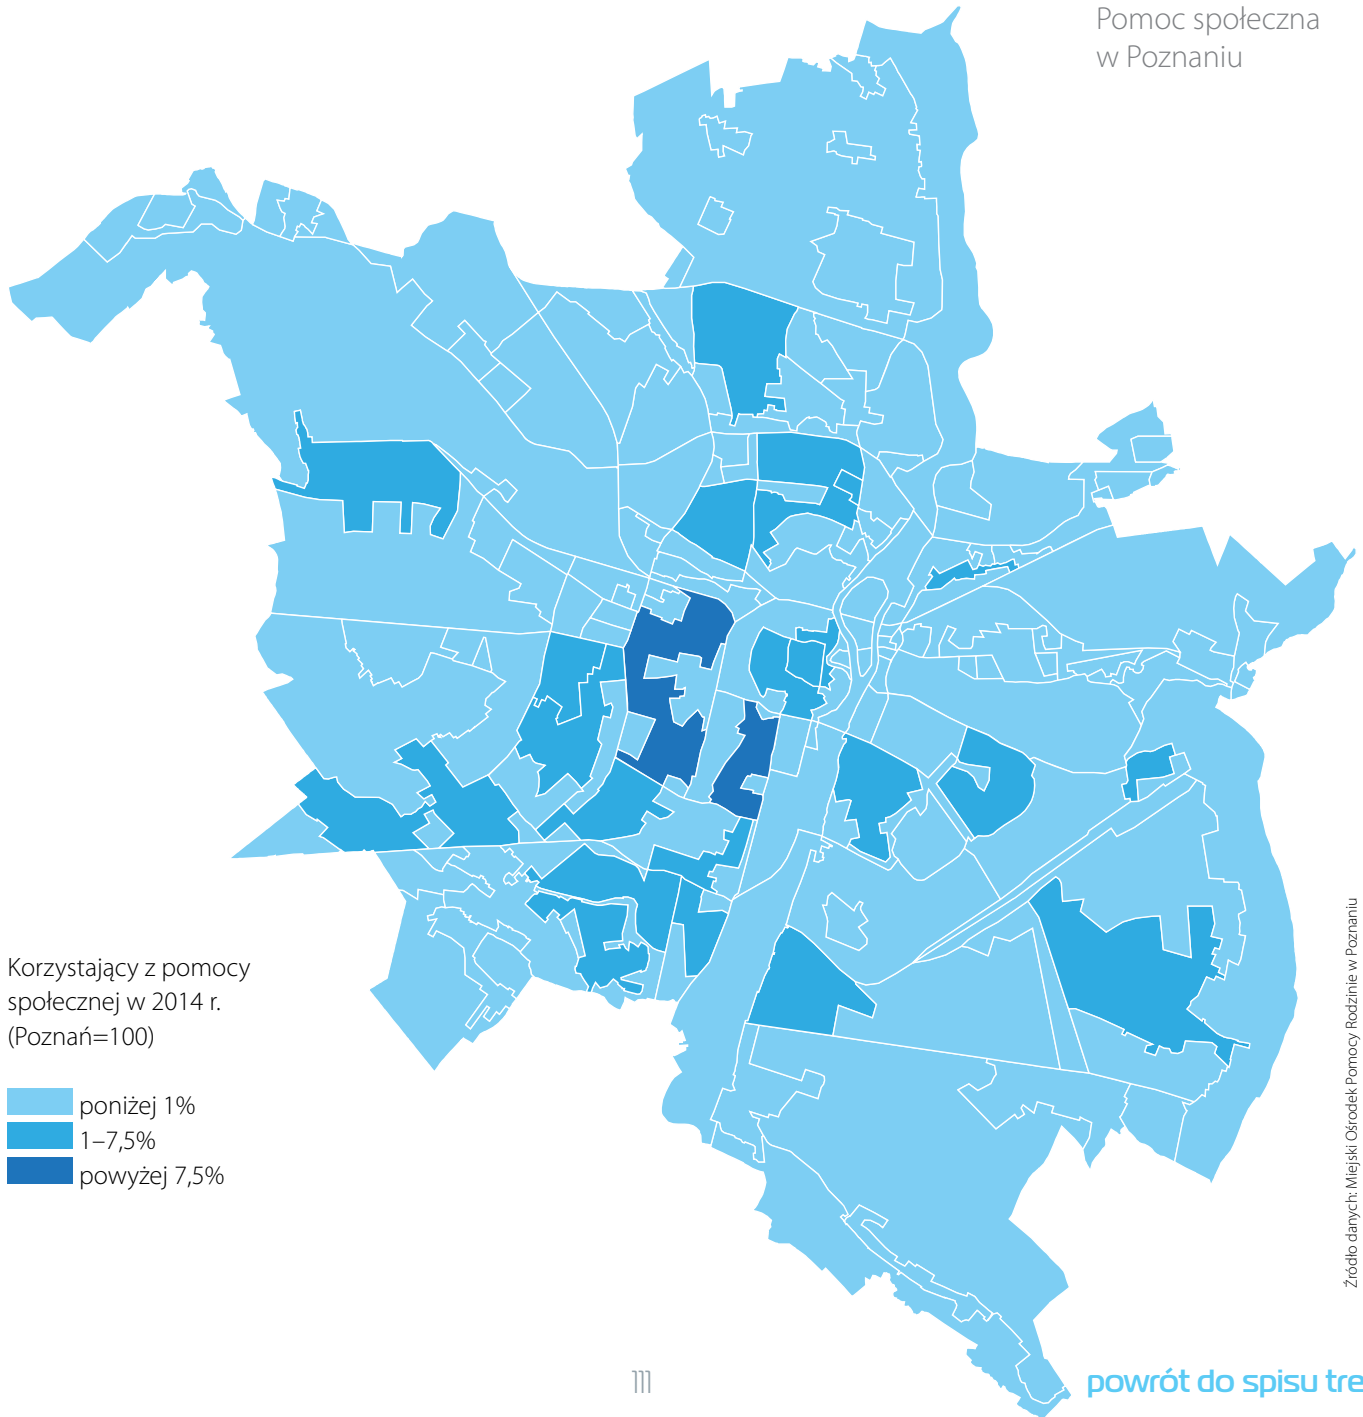 Pomoc społeczna
w Poznaniu
Korzystający z pomocy
społecznej w 2014 r.
(Poznań=100)
poniżej 1%
1–7,5%
powyżej 7,5%
Źródło danych: Miejski Ośrodek Pomocy Rodzinie w Poznaniu
111
powrót do spisu tre